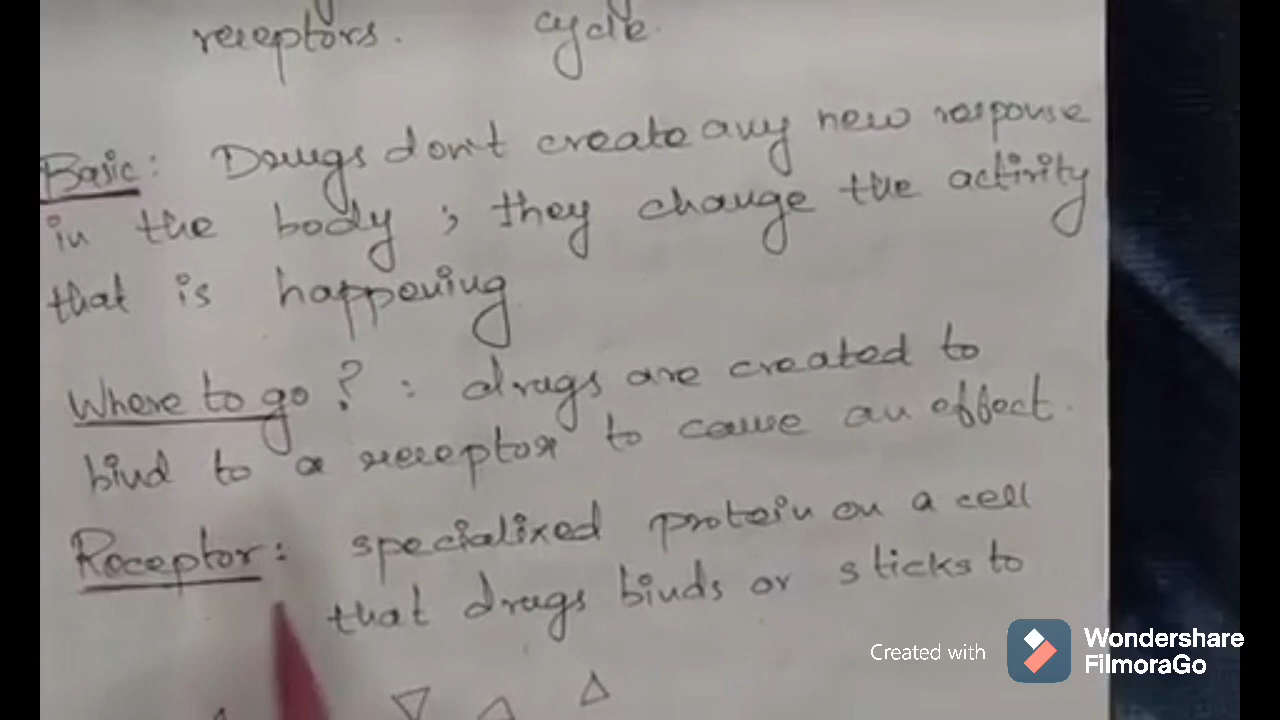 receptors. cycle.
Basic: Drugs don't create any new response
in the body; they change the activity
that is happening
Where to go? : drugs are created to
bind to a receptor to cause an effect.
Receptor: specialized protein on a cell
that drugs binds or sticks to
Created with Wondershare
FilmoraGo